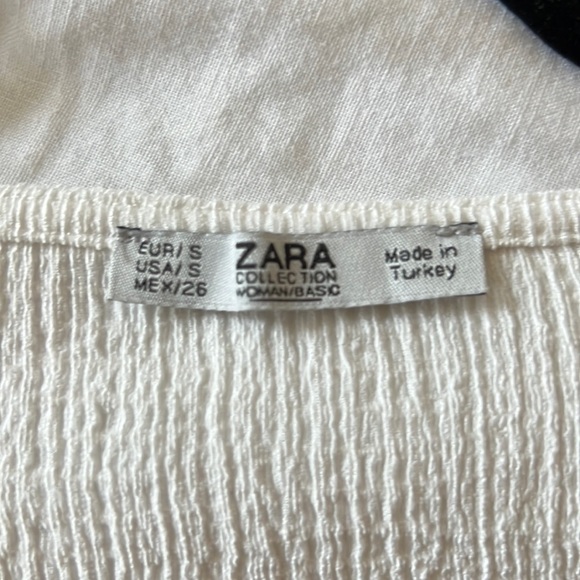 EUR/S
USA/S
MEX/26
ZARA
COLLECTION
WOMAN/BASIC
Made in
Turkey